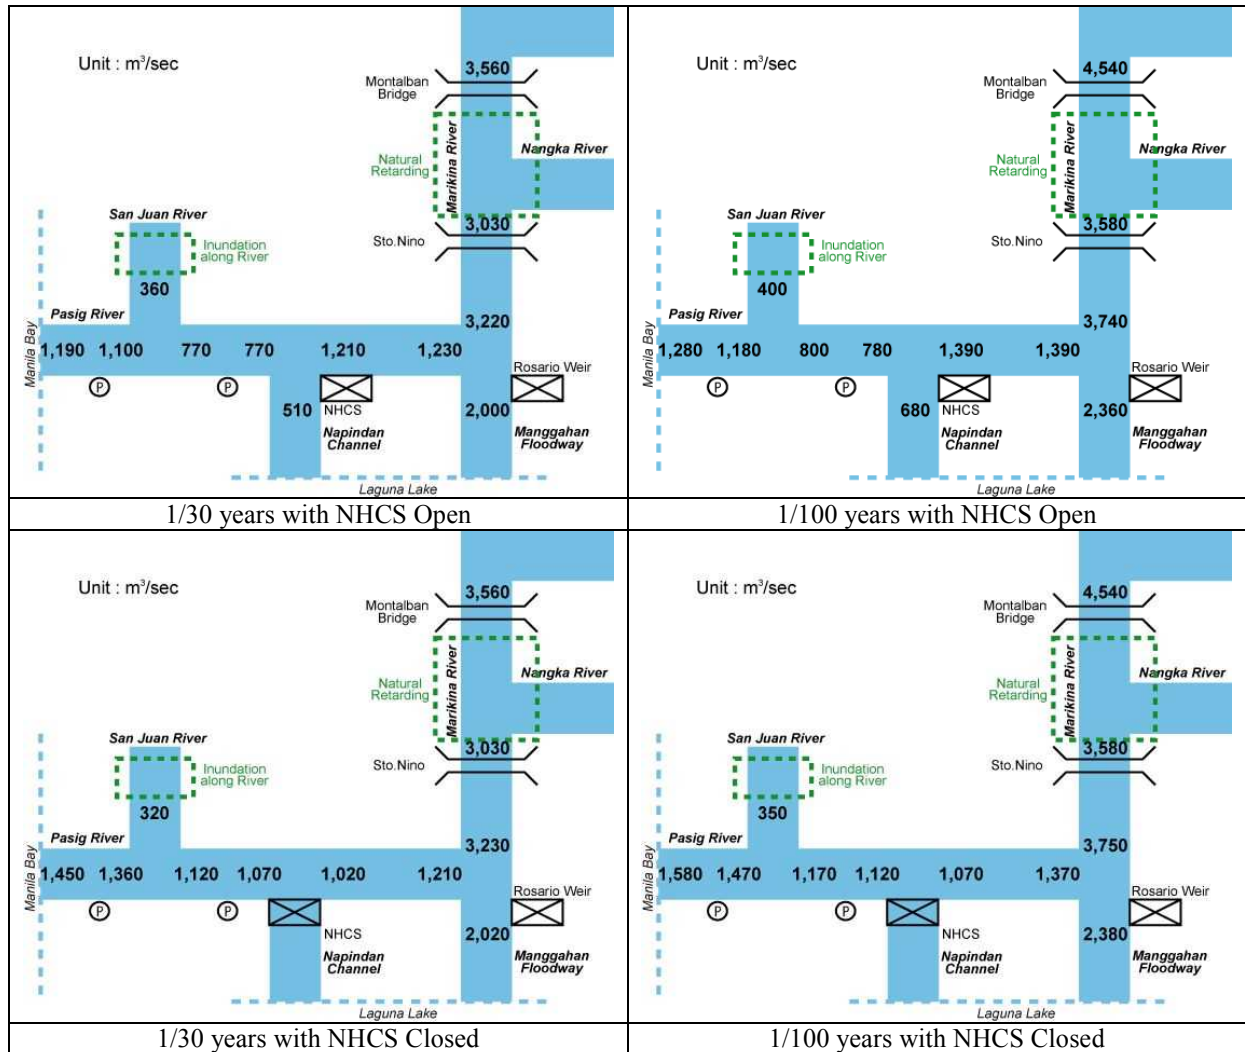 Unit : m³/sec
3,560
Montalban
Bridge
Marikina River
Nangka River
Natural
Retarding
San Juan River
3,030
Sto.Nino
Inundation
along River
360
Pasig River
3,220
Manila Bay
1,190 1,100 770 770 1,210 1,230
Rosario Weir
P P
510 NHCS 2,000
Napindan
Channel
Manggahan
Floodway
Laguna Lake
1/30 years with NHCS Open
Unit : m³/sec
4,540
Montalban
Bridge
Marikina River
Nangka River
Natural
Retarding
San Juan River
3,580
Sto.Nino
Inundation
along River
400
Pasig River
3,740
Manila Bay
1,280 1,180 800 780 1,390 1,390
Rosario Weir
P P
680 NHCS 2,360
Napindan
Channel
Manggahan
Floodway
Laguna Lake
1/100 years with NHCS Open
Unit : m³/sec
3,560
Montalban
Bridge
Marikina River
Nangka River
Natural
Retarding
San Juan River
3,030
Sto.Nino
Inundation
along River
320
Pasig River
3,230
Manila Bay
1,450 1,360 1,120 1,070 1,020 1,210
Rosario Weir
P P
NHCS 2,020
Napindan
Channel
Manggahan
Floodway
Laguna Lake
1/30 years with NHCS Closed
Unit : m³/sec
4,540
Montalban
Bridge
Marikina River
Nangka River
Natural
Retarding
San Juan River
3,580
Sto.Nino
Inundation
along River
350
Pasig River
3,750
Manila Bay
1,580 1,470 1,170 1,120 1,070 1,370
Rosario Weir
P P
NHCS 2,380
Napindan
Channel
Manggahan
Floodway
Laguna Lake
1/100 years with NHCS Closed